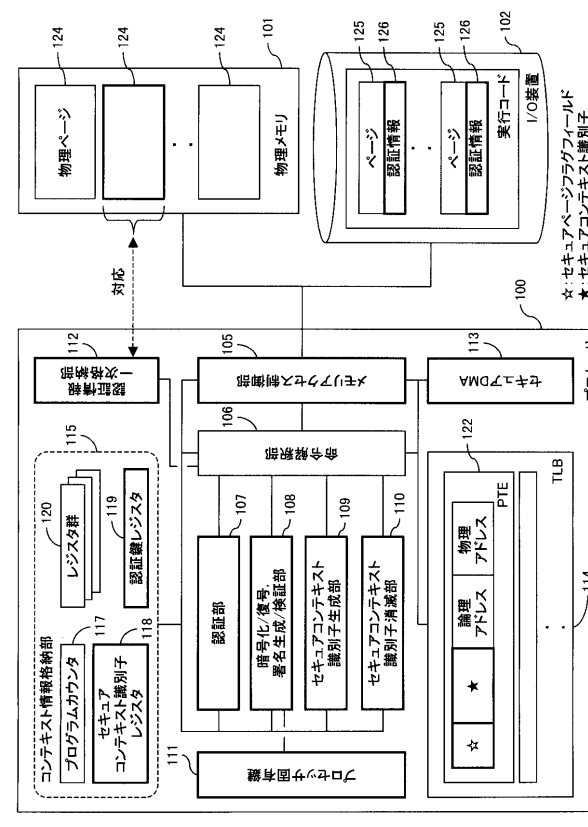 コンテキスト情報格納部
115
プログラムカウンタ
117
セキュア
コンテキスト識別子
レジスタ
118
120
レジスタ群
119
認証鍵レジスタ
112
認証情報
一次格納部
対応
111
プロセッサ固有鍵
認証部
107
暗号化/復号,
署名生成/検証部
108
セキュアコンテキスト
識別子生成部
109
セキュアコンテキスト
識別子消滅部
110
106
命令解釈部
105
メモリアクセス制御部
113
セキュアDMA
100
☆
★
論理
アドレス
物理
アドレス
PTE
122
TLB
114
物理ページ
124
124
124
物理メモリ
101
ページ
125
認証情報
126
ページ
125
認証情報
126
実行コード
I/O装置
102
☆:セキュアページフラグフィールド
★:セキュアコンテキスト識別子